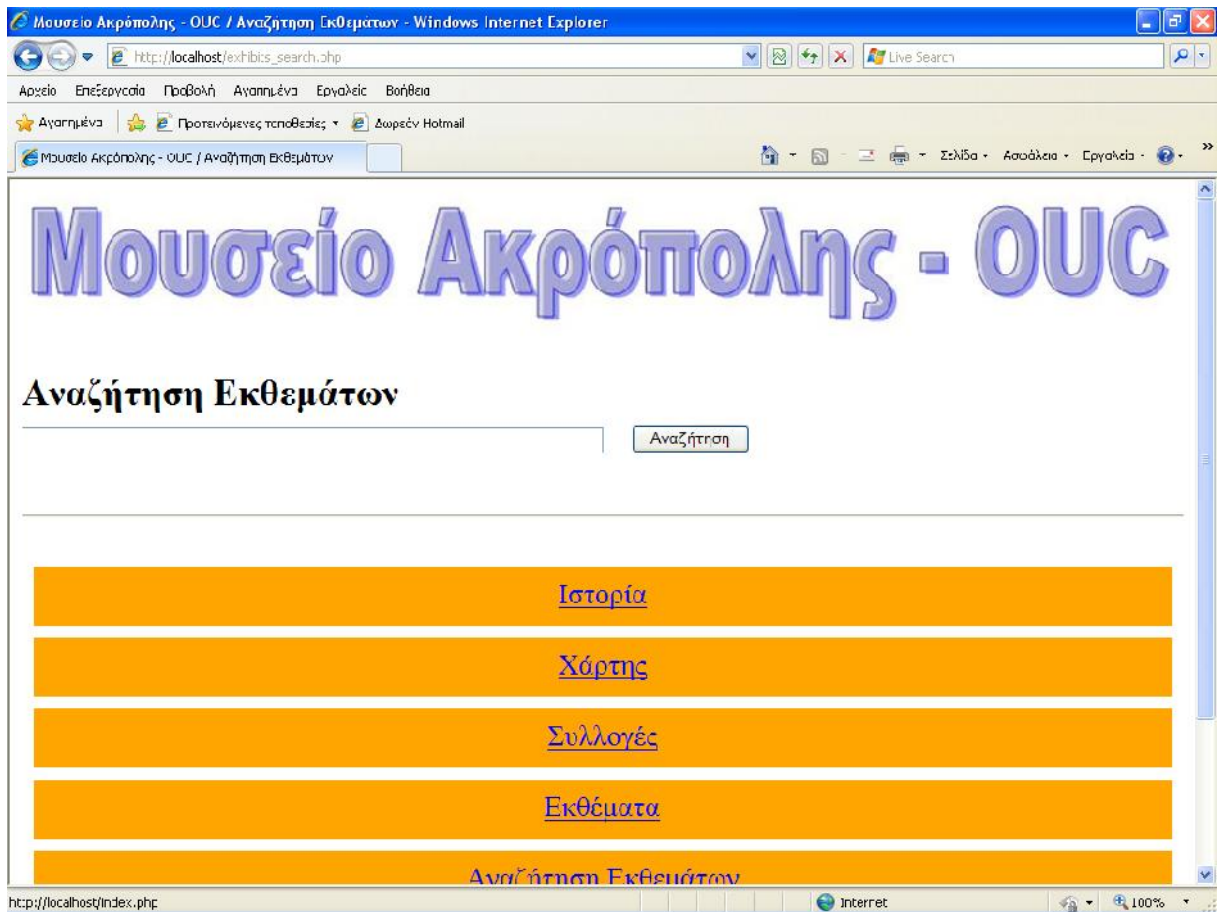 Μουσείο Ακρόπολης - OUC / Αναζήτηση Εκθεμάτων - Windows Internet Explorer
http://localhost/exhibits_search.php Live Search
Αρχείο Επεξεργασία Προβολή Αγαπημένα Εργαλεία Βοήθεια
Αγαπημένα Προτεινόμενες τοποθεσίες Δωρεάν Hotmail
Μουσείο Ακρόπολης - OUC / Αναζήτηση Εκθεμάτων Σελίδα Ασφάλεια Εργαλεία »
Μουσείο Ακρόπολης - OUC
Αναζήτηση Εκθεμάτων
Αναζήτηση
Ιστορία
Χάρτης
Συλλογές
Εκθέματα
Αναζήτηση Εκθεμάτων
http://localhost/index.php Internet 100%